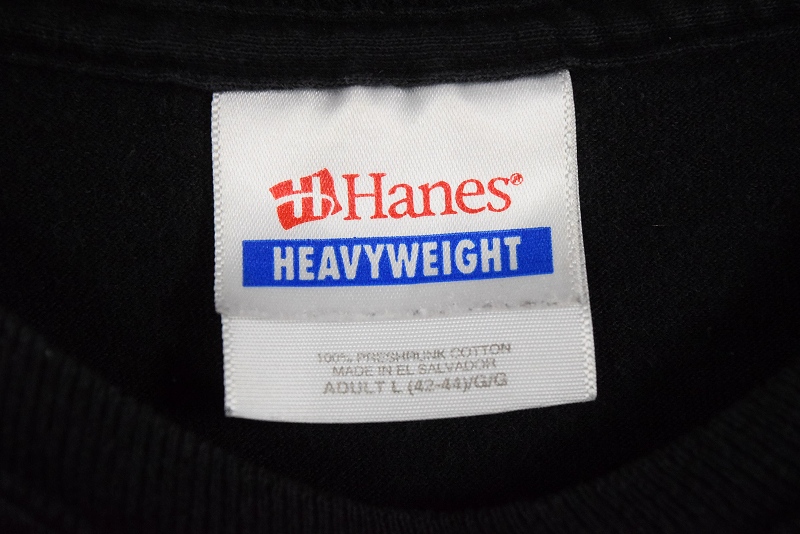 H Hanes®
HEAVYWEIGHT
100% PRESHRUNK COTTON
MADE IN EL SALVADOR
ADULT L (42-44)/G/G